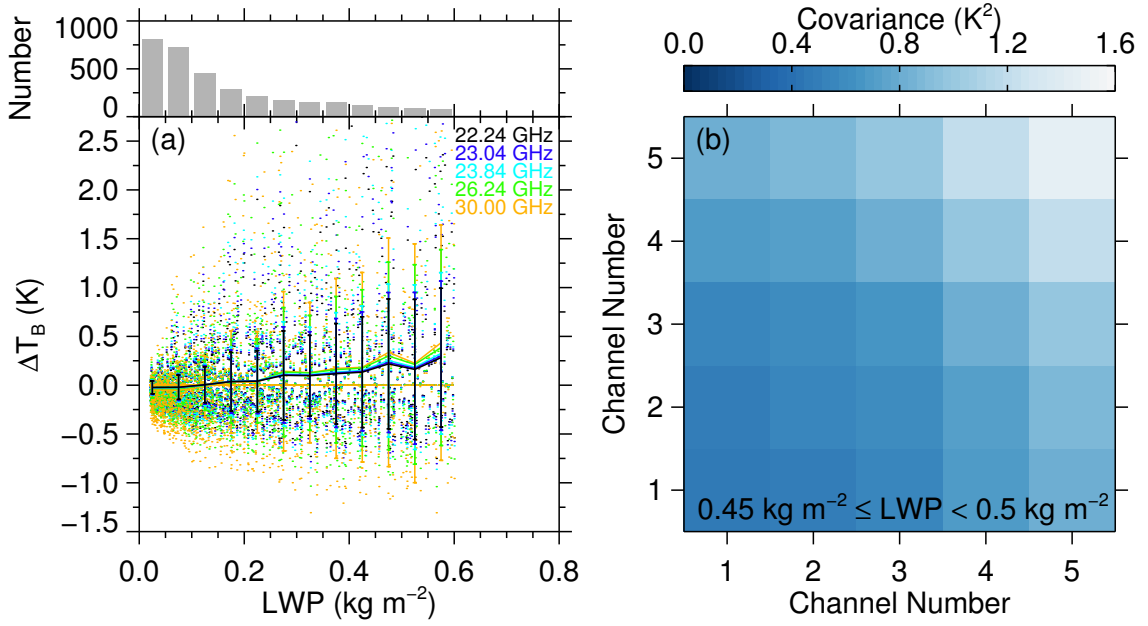 Number
1000
500
0
(a)
22.24 GHz
23.04 GHz
23.84 GHz
26.24 GHz
30.00 GHz
ΔT_B (K)
2.5
2.0
1.5
1.0
0.5
0.0
−0.5
−1.0
−1.5
0.0 0.2 0.4 0.6 0.8
LWP (kg m⁻²)
Covariance (K²)
0.0 0.4 0.8 1.2 1.6
(b)
Channel Number
5
4
3
2
1
0.45 kg m⁻² ≤ LWP < 0.5 kg m⁻²
1 2 3 4 5
Channel Number